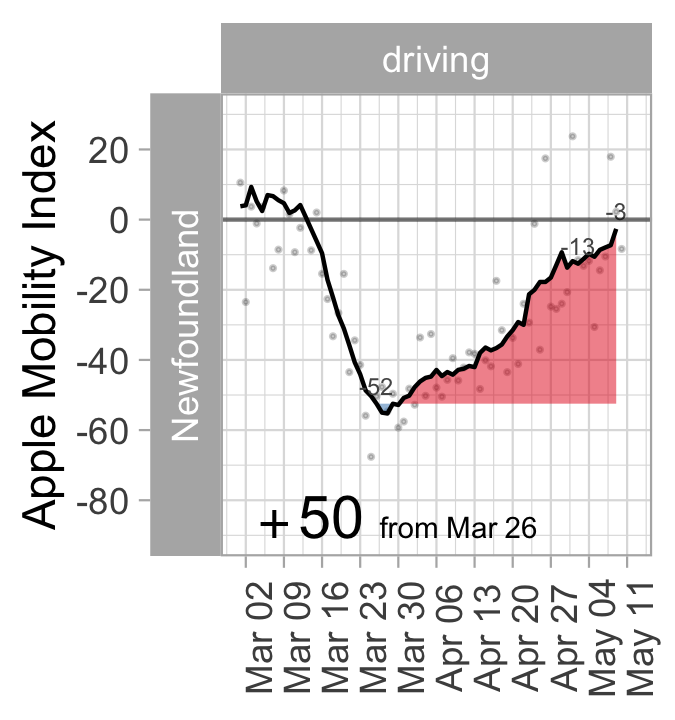 driving
Newfoundland
Apple Mobility Index
20
0
-20
-40
-60
-80
-52
-13
-3
+50 from Mar 26
Mar 02
Mar 09
Mar 16
Mar 23
Mar 30
Apr 06
Apr 13
Apr 20
Apr 27
May 04
May 11